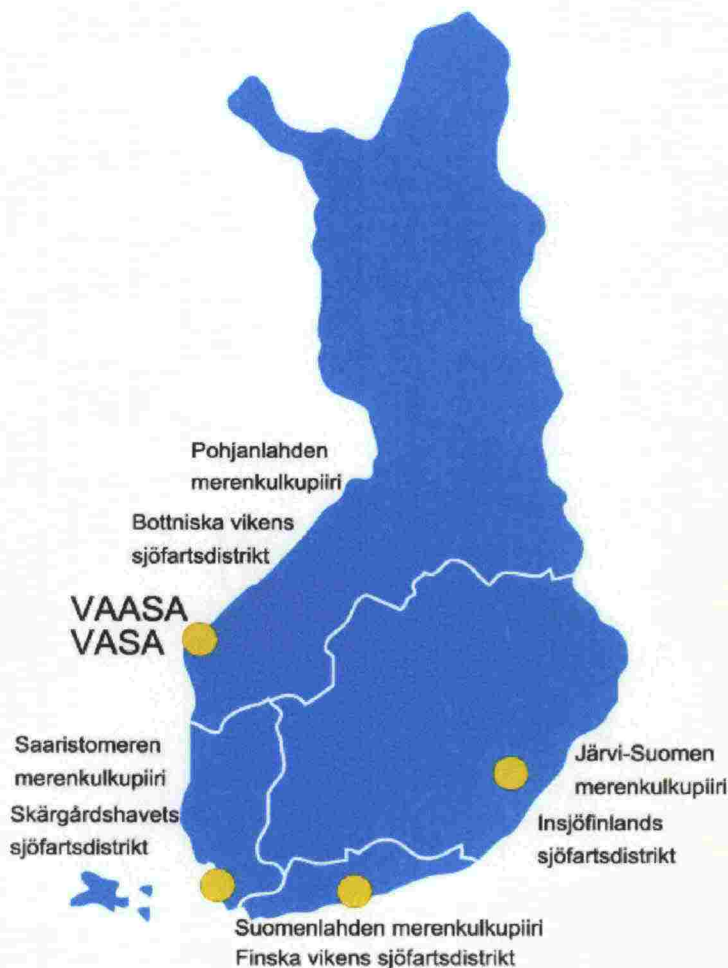 Pohjanlahden
merenkulkupiiri
Bottniska vikens
sjöfartsdistrikt
VAASA
VASA
Saaristomeren
merenkulkupiiri
Skärgårdshavets
sjöfartsdistrikt
Järvi-Suomen
merenkulkupiiri
Insjöfinlands
sjöfartsdistrikt
Suomenlahden merenkulkupiiri
Finska vikens sjöfartsdistrikt